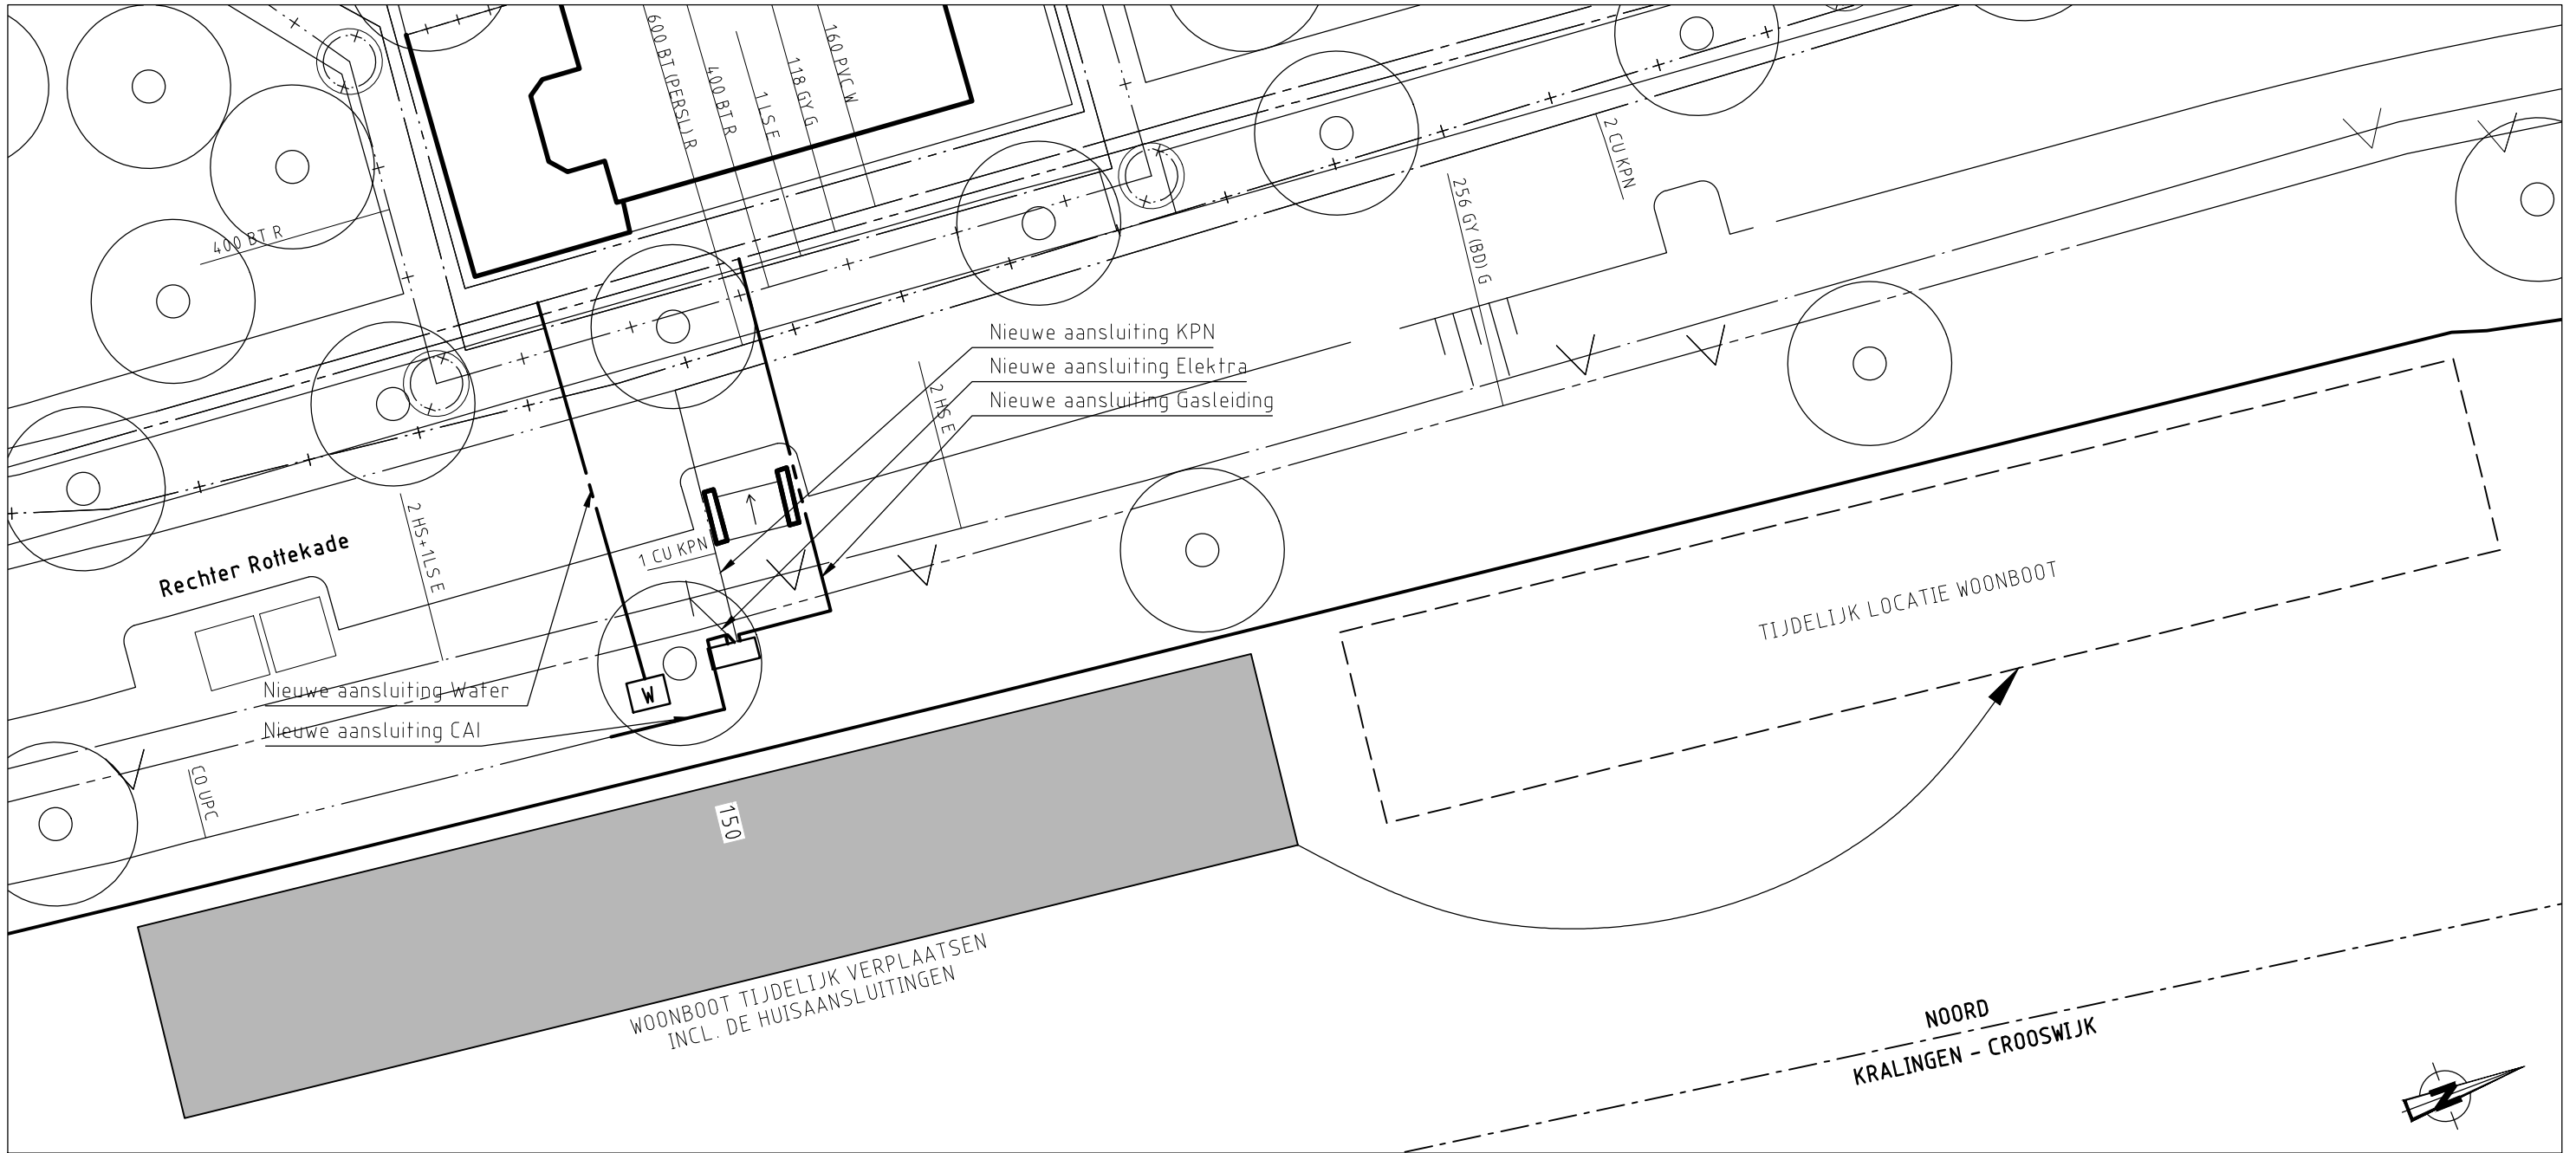 600 BT (PERSL) R
400 BT R
1 LS E
118 GY G
160 PVC W
2 CU KPN
256 GY (BD) G
400 BT R
Nieuwe aansluiting KPN
Nieuwe aansluiting Elektra
Nieuwe aansluiting Gasleiding
2 HS E
2 HS+1LS E
1 CU KPN
Rechter Rottekade
TIJDELIJK LOCATIE WOONBOOT
W
Nieuwe aansluiting Water
Nieuwe aansluiting CAI
CO UPC
150
WOONBOOT TIJDELIJK VERPLAATSEN
INCL. DE HUISAANSLUITINGEN
NOORD
KRALINGEN - CROOSWIJK
N